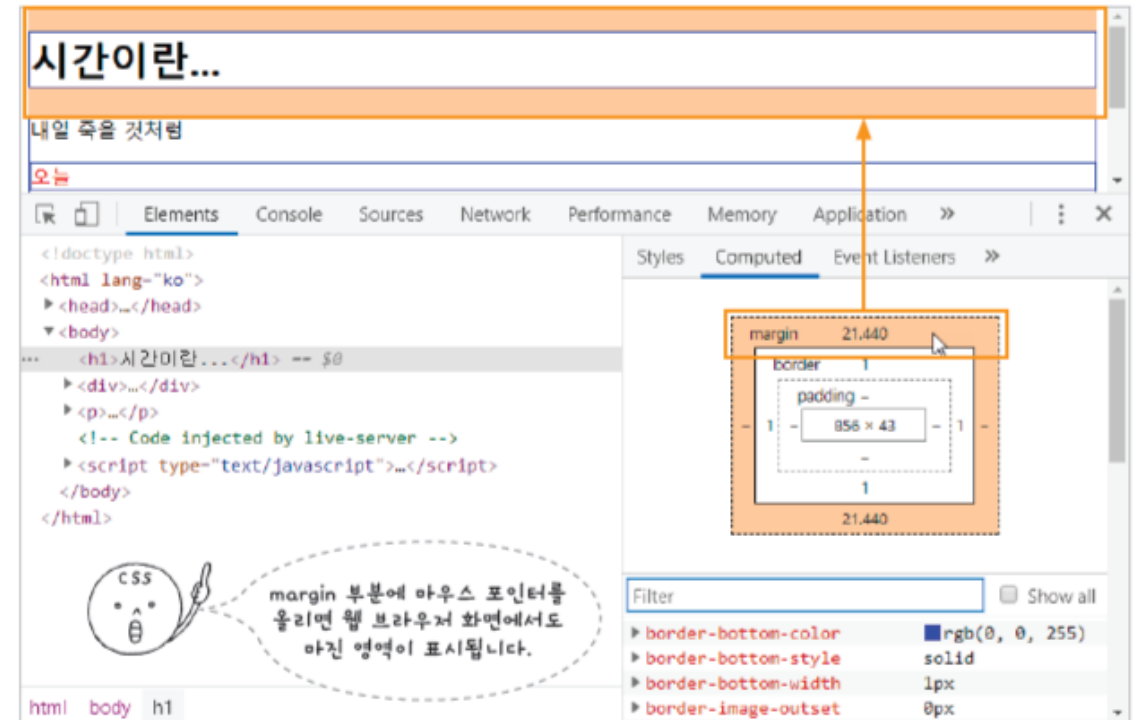 시간이란...
내일 죽을 것처럼
오늘
Elements Console Sources Network Performance Memory Application »
<!doctype html>
<html lang="ko">
▶<head>…</head>
▼<body>
... <h1>시간이란...</h1> == $0
▶<div>…</div>
▶<p>…</p>
<!-- Code injected by live-server -->
▶<script type="text/javascript">…</script>
</body>
</html>
CSS
margin 부분에 마우스 포인터를
올리면 웹 브라우저 화면에서도
마진 영역이 표시됩니다.
html body h1
Styles Computed Event Listeners »
margin 21.440
border 1
padding –
– 1 – 856 × 43 – 1 –
–
1
21.440
Filter Show all
▶ border-bottom-color rgb(0, 0, 255)
▶ border-bottom-style solid
▶ border-bottom-width 1px
▶ border-image-outset 0px